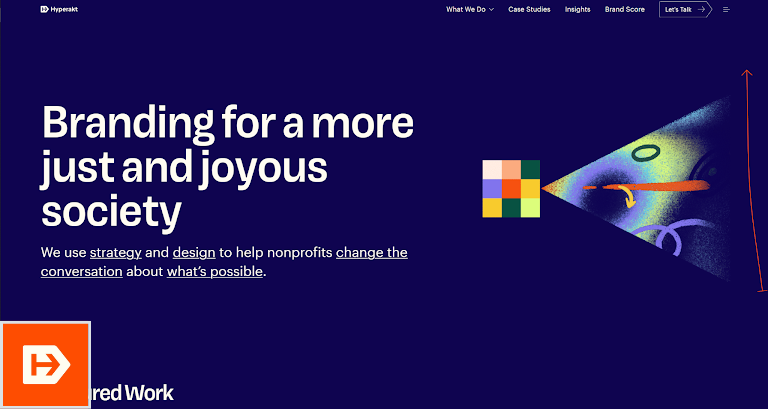 Hyperakt
What We Do
Case Studies
Insights
Brand Score
Let's Talk
Branding for a more
just and joyous
society
We use strategy and design to help nonprofits change the
conversation about what's possible.
ured Work